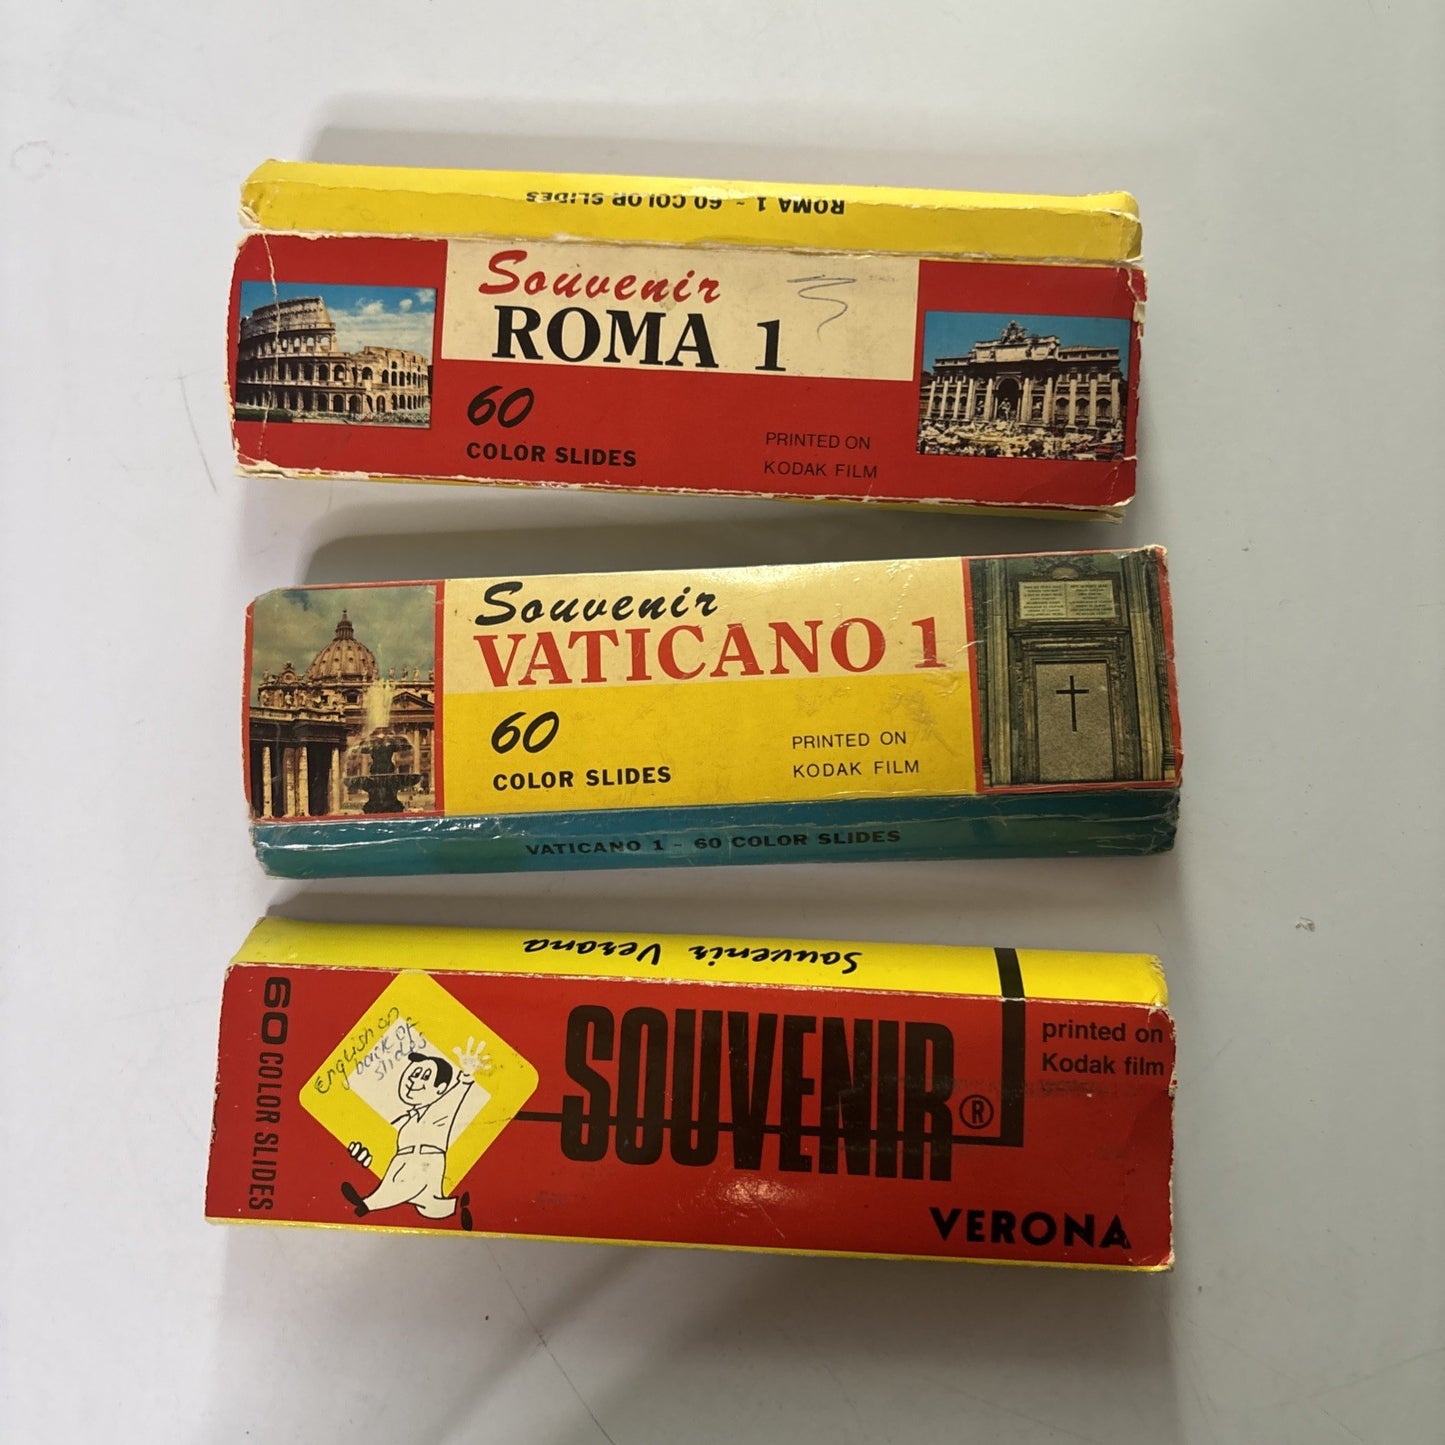 ROMA 1 - 60 COLOR SLIDES
Souvenir
ROMA 1
60
COLOR SLIDES
PRINTED ON
KODAK FILM
Souvenir
VATICANO 1
60
COLOR SLIDES
PRINTED ON
KODAK FILM
VATICANO 1 - 60 COLOR SLIDES
Souvenir Verona
60 COLOR SLIDES
English on
back of
slides
SOUVENIR®
printed on
Kodak film
VERONA